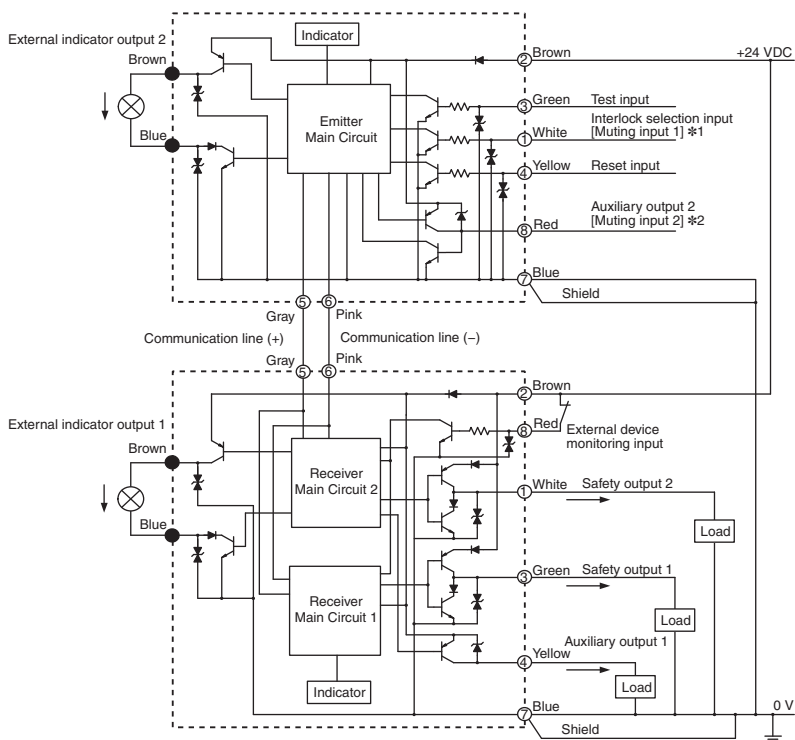 External indicator output 2
Indicator
Brown
② Brown
+24 VDC
③ Green Test input
Emitter
Main Circuit
Interlock selection input
① White [Muting input 1] ✻1
Blue
④ Yellow Reset input
Auxiliary output 2
⑧ Red [Muting input 2] ✻2
⑦ Blue
Shield
⑤ ⑥
Gray Pink
Communication line (+) Communication line (−)
Gray Pink
⑤ ⑥
② Brown
External indicator output 1
⑧ Red
External device
monitoring input
Brown
Receiver
Main Circuit 2
① White Safety output 2
Load
Blue
③ Green Safety output 1
Receiver
Main Circuit 1
Load
Auxiliary output 1
④ Yellow
Indicator
Load
⑦ Blue
0 V
Shield